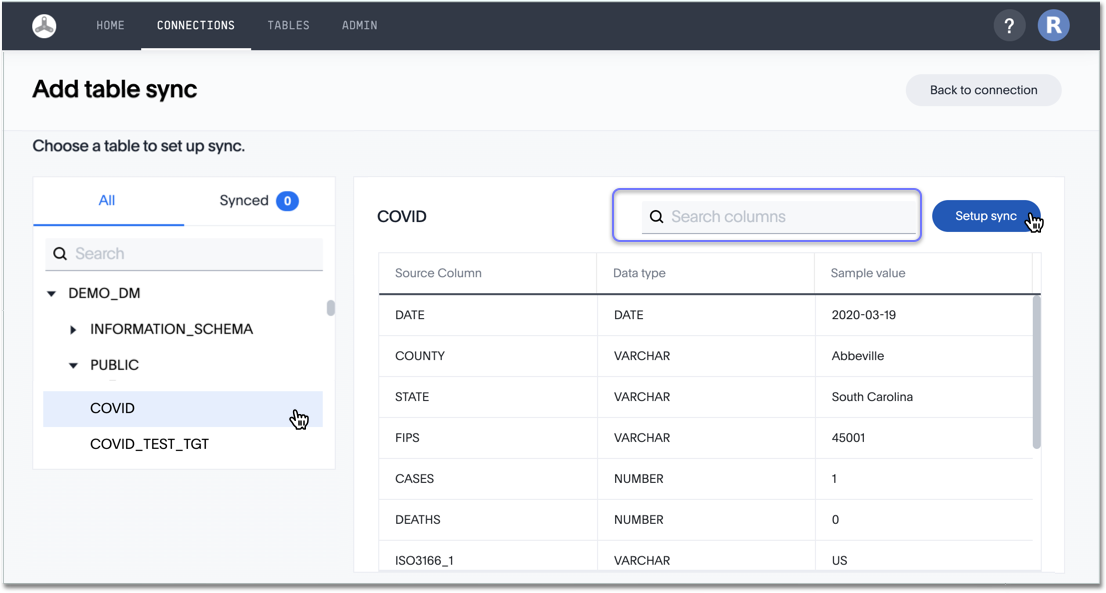 HOME CONNECTIONS TABLES ADMIN ? R
Add table sync Back to connection
Choose a table to set up sync.
All Synced 0
Search
DEMO_DM
INFORMATION_SCHEMA
PUBLIC
COVID
COVID_TEST_TGT
COVID Search columns Setup sync
Source Column Data type Sample value
DATE DATE 2020-03-19
COUNTY VARCHAR Abbeville
STATE VARCHAR South Carolina
FIPS VARCHAR 45001
CASES NUMBER 1
DEATHS NUMBER 0
ISO3166_1 VARCHAR US